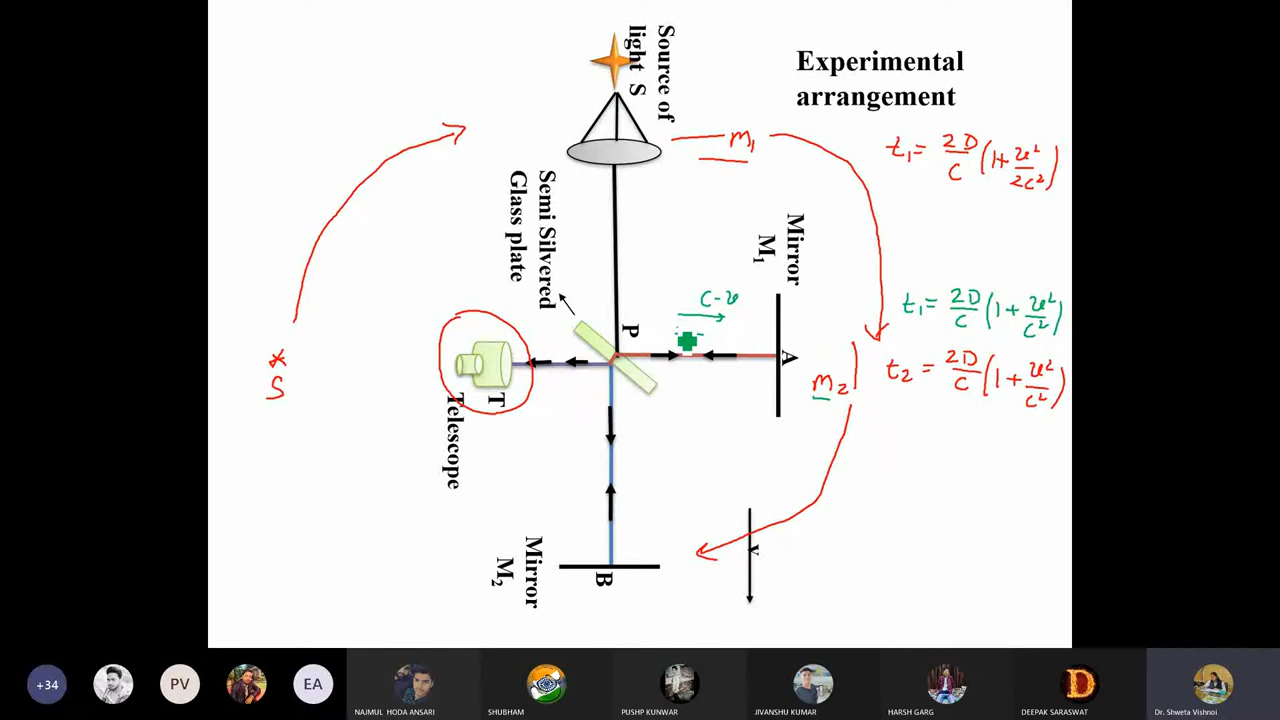 Experimental
arrangement
Source of
light S
m₁
t₁ = 2D/C (1 + v²/2C²)
Semi Silvered
Glass plate
Mirror
M₁
C-v
t₁ = 2D/C (1 + v²/C²)
P
A
t₂ = 2D/C (1 + v²/C²)
m₂
*
S
T
Telescope
v
Mirror
M₂
B
+34
PV
EA
NAJMUL HODA ANSARI
SHUBHAM
PUSHP KUNWAR
JIVANSHU KUMAR
HARSH GARG
DEEPAK SARASWAT
Dr. Shweta Vishnoi